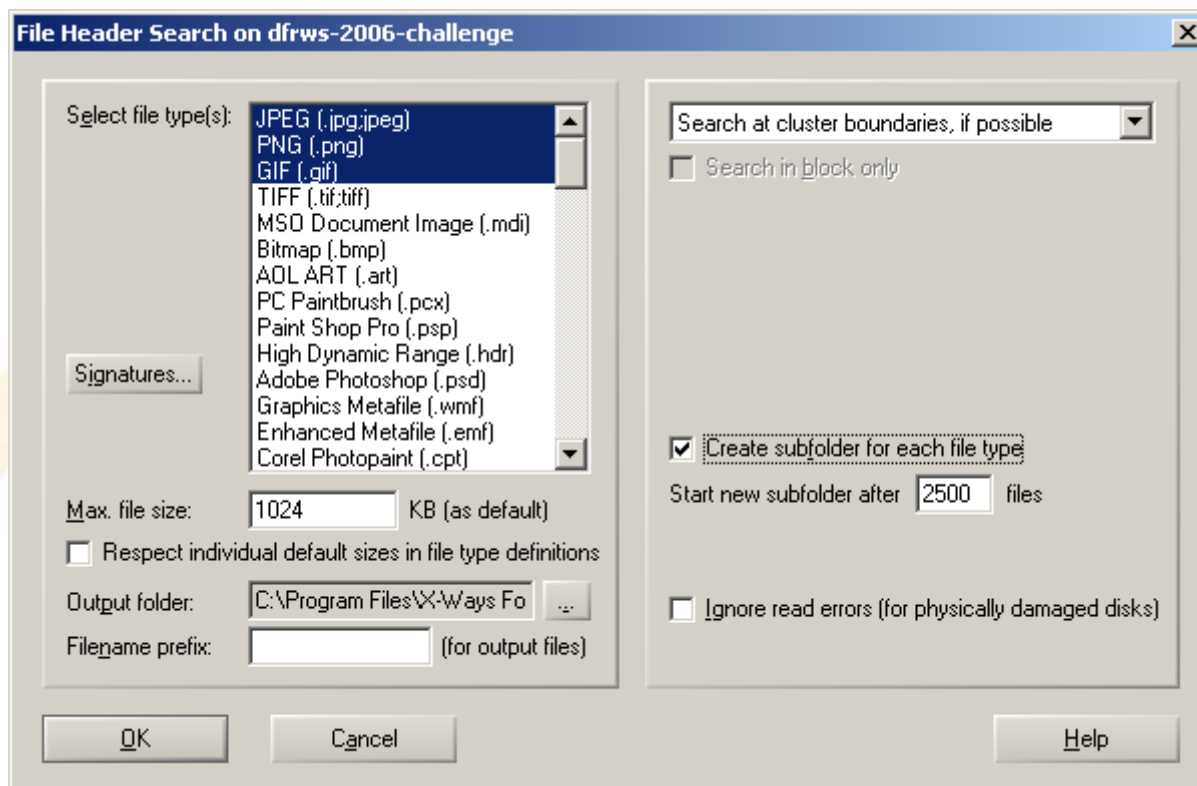 File Header Search on dfrws-2006-challenge
Select file type(s):
JPEG (.jpg;jpeg)
PNG (.png)
GIF (.gif)
TIFF (.tif;tiff)
MSO Document Image (.mdi)
Bitmap (.bmp)
AOL ART (.art)
PC Paintbrush (.pcx)
Paint Shop Pro (.psp)
High Dynamic Range (.hdr)
Adobe Photoshop (.psd)
Graphics Metafile (.wmf)
Enhanced Metafile (.emf)
Corel Photopaint (.cpt)
Signatures...
Max. file size: 1024 KB (as default)
Respect individual default sizes in file type definitions
Output folder: C:\Program Files\X-Ways Fo ...
Filename prefix: (for output files)
Search at cluster boundaries, if possible
Search in block only
Create subfolder for each file type
Start new subfolder after 2500 files
Ignore read errors (for physically damaged disks)
OK Cancel Help